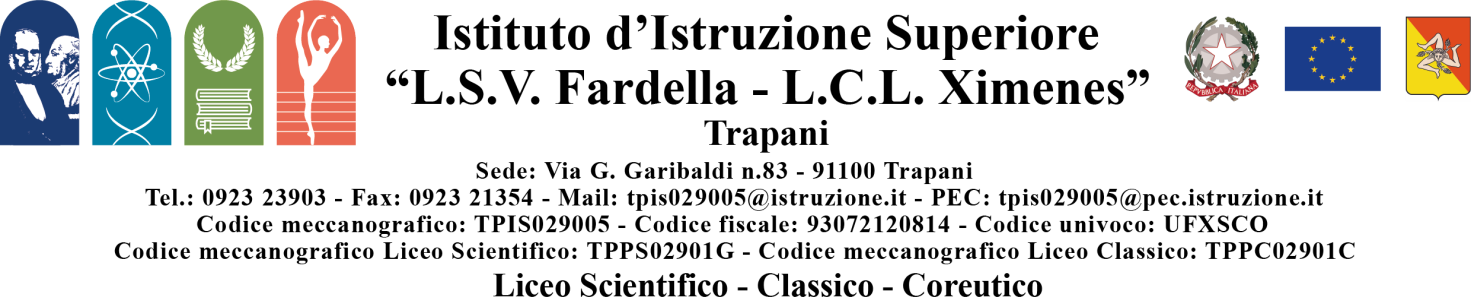 Istituto d’Istruzione Superiore
“L.S.V. Fardella - L.C.L. Ximenes”
Trapani
Sede: Via G. Garibaldi n.83 - 91100 Trapani
Tel.: 0923 23903 - Fax: 0923 21354 - Mail: tpis029005@istruzione.it - PEC: tpis029005@pec.istruzione.it
Codice meccanografico: TPIS029005 - Codice fiscale: 93072120814 - Codice univoco: UFXSCO
Codice meccanografico Liceo Scientifico: TPPS02901G - Codice meccanografico Liceo Classico: TPPC02901C
Liceo Scientifico - Classico - Coreutico
REPVBBLICA ITALIANA